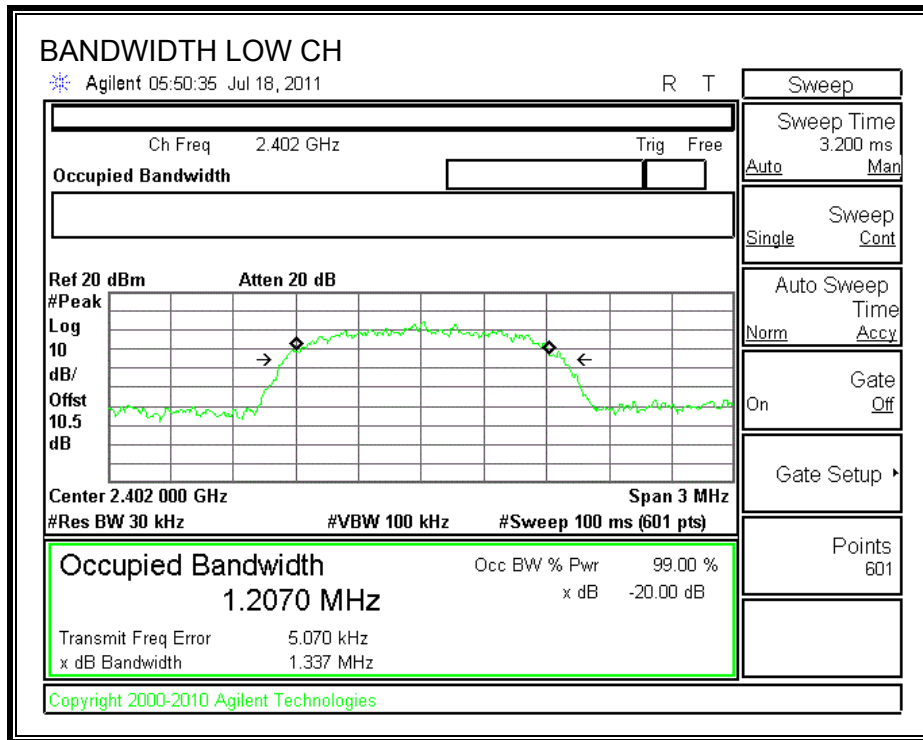 BANDWIDTH LOW CH
Agilent 05:50:35 Jul 18, 2011 R T
Ch Freq 2.402 GHz Trig Free
Occupied Bandwidth
Ref 20 dBm Atten 20 dB
#Peak
Log
10
dB/
Offst
10.5
dB
Center 2.402 000 GHz Span 3 MHz
#Res BW 30 kHz #VBW 100 kHz #Sweep 100 ms (601 pts)
Occupied Bandwidth
1.2070 MHz
Occ BW % Pwr 99.00 %
x dB -20.00 dB
Transmit Freq Error 5.070 kHz
x dB Bandwidth 1.337 MHz
Copyright 2000-2010 Agilent Technologies
Sweep
Sweep Time
3.200 ms
Auto Man
Sweep
Single Cont
Auto Sweep
Time
Norm Accy
Gate
On Off
Gate Setup
Points
601